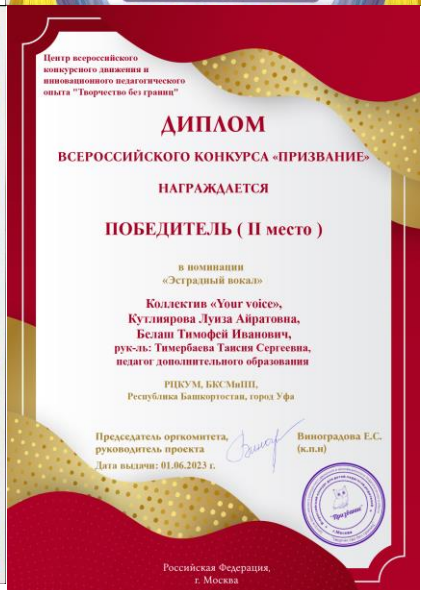 Центр всероссийского
конкурсного движения и
инновационного педагогического
опыта "Творчество без границ"
ДИПЛОМ
ВСЕРОССИЙСКОГО КОНКУРСА «ПРИЗВАНИЕ»
НАГРАЖДАЕТСЯ
ПОБЕДИТЕЛЬ ( II место )
в номинации
«Эстрадный вокал»
Коллектив «Your voice»,
Кутлиярова Луиза Айратовна,
Белаш Тимофей Иванович,
рук-ль: Тимербаева Таисия Сергеевна,
педагог дополнительного образования
РЦКУМ, БКСМиПП,
Республика Башкортостан, город Уфа
Председатель оргкомитета,
руководитель проекта
Виноградова Е.С.
(к.п.н)
Дата выдачи: 01.06.2023 г.
"Призвание"
г.Москва
Российская Федерация,
г. Москва